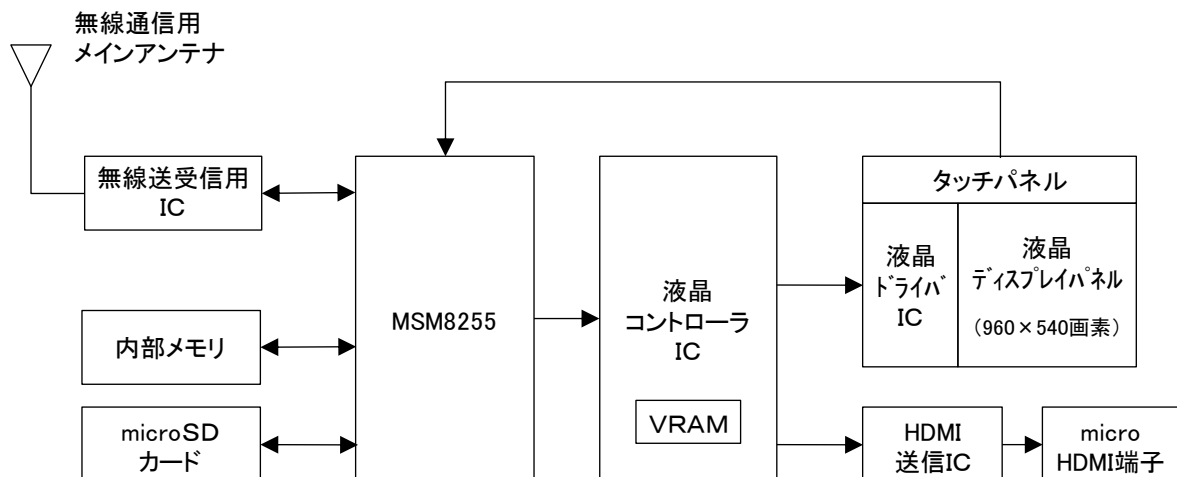 無線通信用
メインアンテナ
無線送受信用
IC
内部メモリ
microSD
カード
MSM8255
液晶
コントローラ
IC
VRAM
タッチパネル
液晶
ドライバ
IC
液晶
ディスプレイパネル
(960×540画素)
HDMI
送信IC
micro
HDMI端子